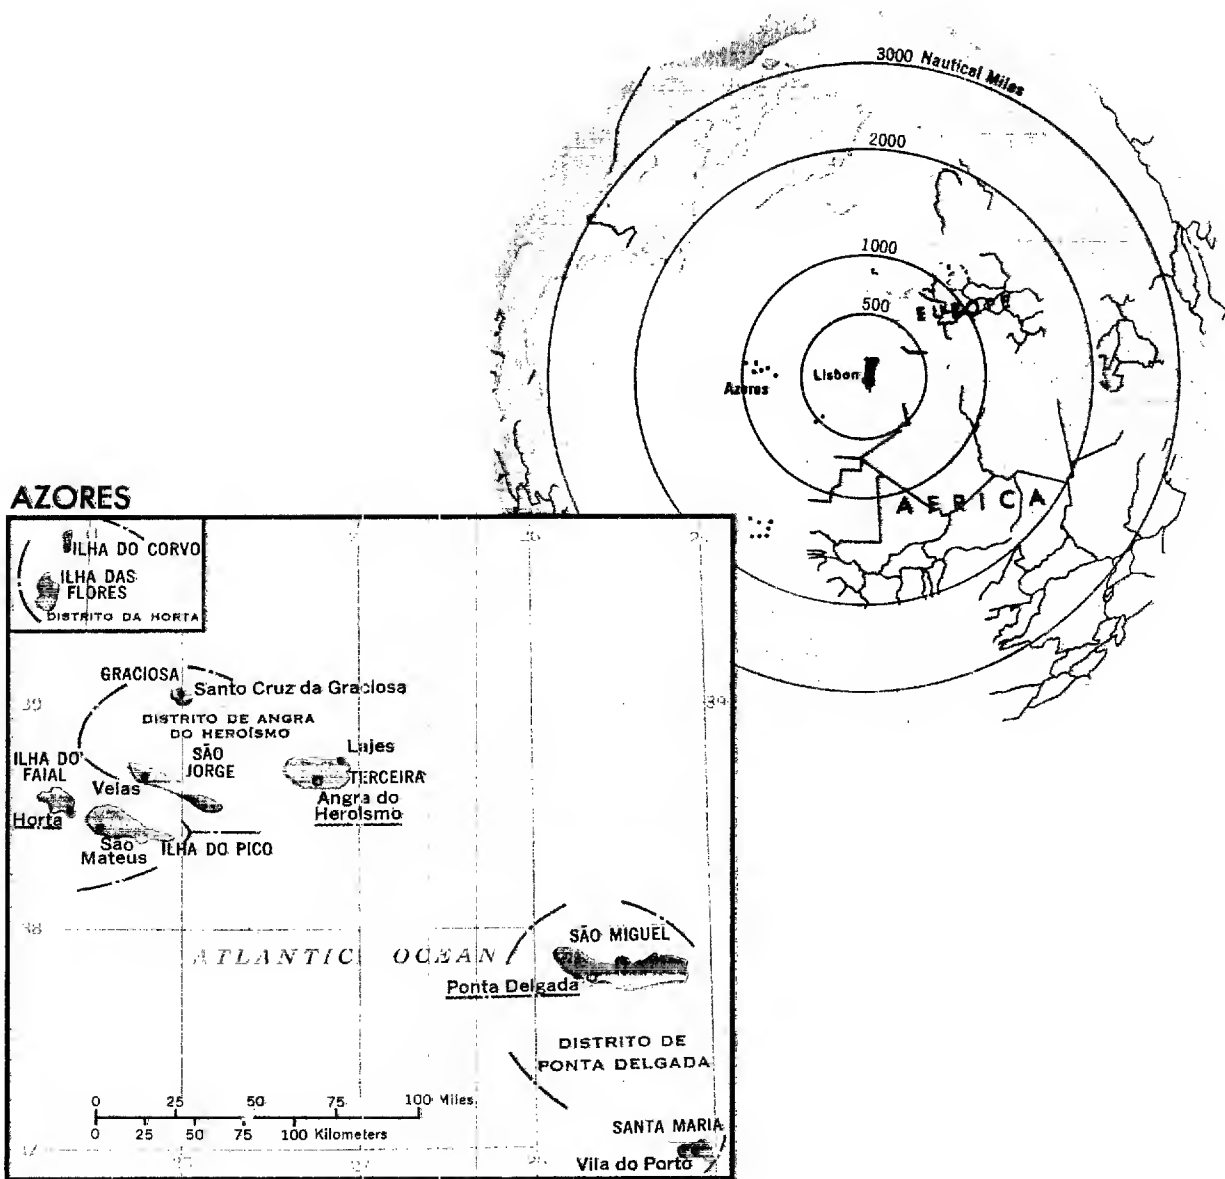 3000 Nautical Miles
2000
1000
500
EUROPE
Azores
Lisbon
AERICA
AZORES
26
ILHA DO CORVO
ILHA DAS
FLORES
DISTRITO DA HORTA
GRACIOSA
Santo Cruz da Graciosa
39
39
DISTRITO DE ANGRA
DO HEROÍSMO
ILHA DO
FAIAL
SÃO
JORGE
Lajes
Velas
TERCEIRA
Horta
Angra do
Heroísmo
São
Mateus
ILHA DO PICO
38
SÃO MIGUEL
ATLANTIC OCEAN
Ponta Delgada
DISTRITO DE
PONTA DELGADA
0 25 50 75 100 Miles
0 25 50 75 100 Kilometers
SANTA MARIA
Vila do Porto
27